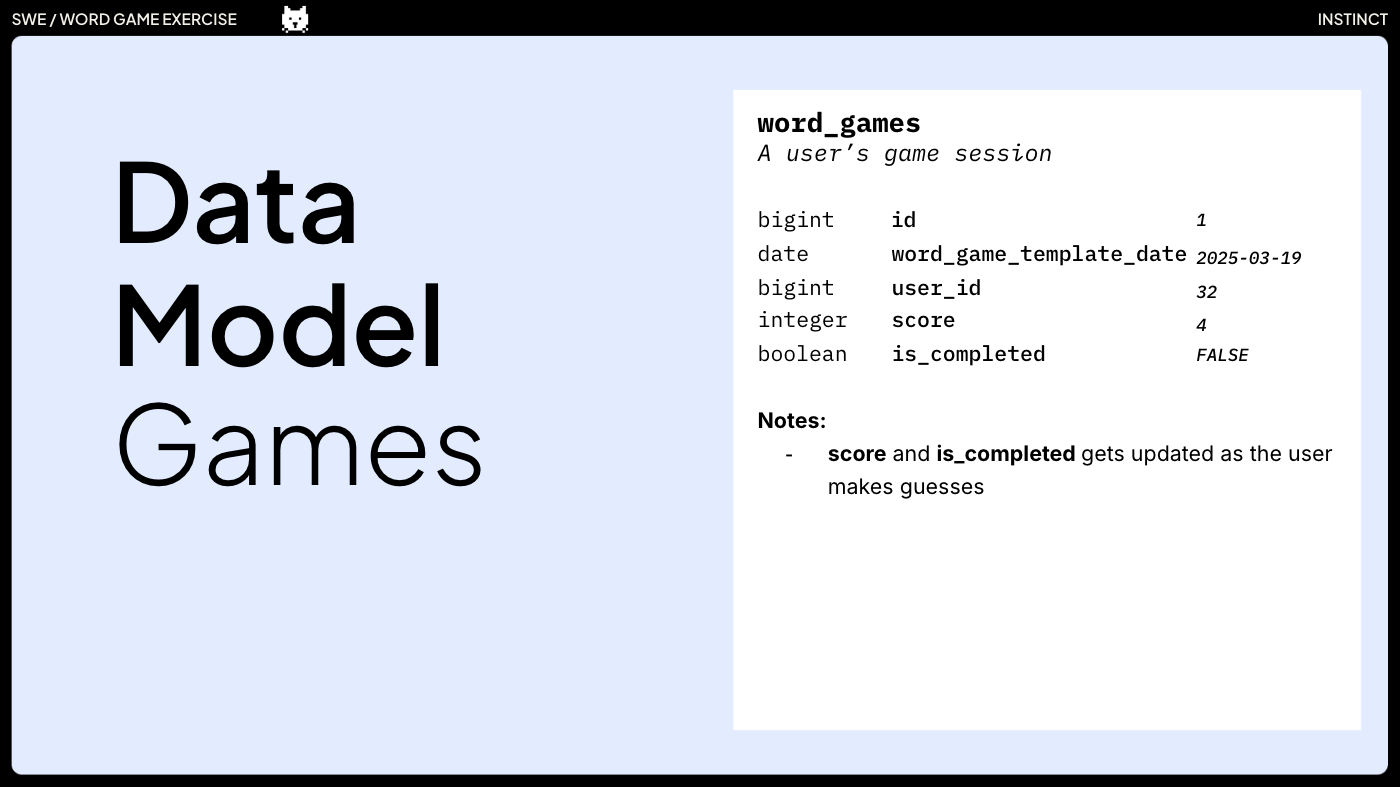 SWE / WORD GAME EXERCISE
INSTINCT
Data
Model
Games
word_games
A user’s game session
bigint id 1
date word_game_template_date 2025-03-19
bigint user_id 32
integer score 4
boolean is_completed FALSE
Notes:
- score and is_completed gets updated as the user
makes guesses